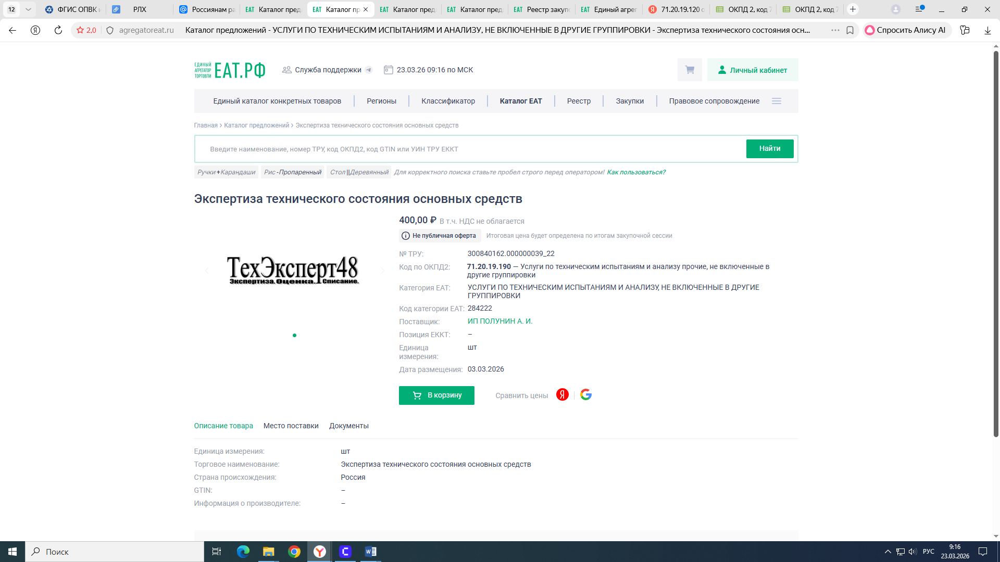 12
ФГИС ОПВК и
РЛХ
Россиянам ра
ЕАТ Каталог пред
ЕАТ Каталог пр
ЕАТ Каталог пред
ЕАТ Каталог пред
ЕАТ Реестр закуп
ЕАТ Единый агрег
71.20.19.120 о
ОКПД 2, код 7
ОКПД 2, код 7
2,0
agregatoreat.ru
Каталог предложений - УСЛУГИ ПО ТЕХНИЧЕСКИМ ИСПЫТАНИЯМ И АНАЛИЗУ, НЕ ВКЛЮЧЕННЫЕ В ДРУГИЕ ГРУППИРОВКИ - Экспертиза технического состояния осн...
Спросить Алису AI
ЕДИНЫЙ
АГРЕГАТОР
ТОРГОВЛИ
ЕАТ.РФ
Служба поддержки
23.03.26 09:16 по МСК
Личный кабинет
Единый каталог конкретных товаров
Регионы
Классификатор
Каталог ЕАТ
Реестр
Закупки
Правовое сопровождение
Главная › Каталог предложений › Экспертиза технического состояния основных средств
Введите наименование, номер ТРУ, код ОКПД2, код GTIN или УИН ТРУ ЕККТ
Найти
Ручки +Карандаши
Рис -Пропаренный
Стол ||Деревянный
Для корректного поиска ставьте пробел строго перед оператором! Как пользоваться?
Экспертиза технического состояния основных средств
ТехЭксперт48
Экспертиза. Оценка. Списание.
400,00 ₽ В т.ч. НДС не облагается
Не публичная оферта
Итоговая цена будет определена по итогам закупочной сессии
№ ТРУ: 300840162.000000039_22
Код по ОКПД2: 71.20.19.190 — Услуги по техническим испытаниям и анализу прочие, не включенные в
другие группировки
Категория ЕАТ: УСЛУГИ ПО ТЕХНИЧЕСКИМ ИСПЫТАНИЯМ И АНАЛИЗУ, НЕ ВКЛЮЧЕННЫЕ В ДРУГИЕ
ГРУППИРОВКИ
Код категории ЕАТ: 284222
Поставщик: ИП ПОЛУНИН А. И.
Позиция ЕККТ: –
Единица
измерения: шт
Дата размещения: 03.03.2026
В корзину
Сравнить цены
Описание товара
Место поставки
Документы
Единица измерения: шт
Торговое наименование: Экспертиза технического состояния основных средств
Страна происхождения: Россия
GTIN: –
Информация о производителе: –
Поиск
РУС
9:16
23.03.2026